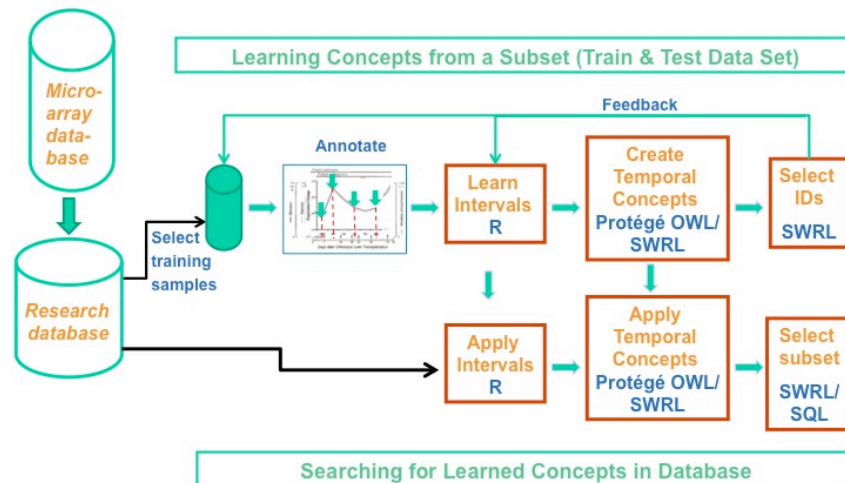 Learning Concepts from a Subset (Train & Test Data Set)
Micro-
array
data-
base
Feedback
Annotate
Select
training
samples
Learn
Intervals
R
Create
Temporal
Concepts
Protégé OWL/
SWRL
Select
IDs
SWRL
Research
database
Apply
Intervals
R
Apply
Temporal
Concepts
Protégé OWL/
SWRL
Select
subset
SWRL/
SQL
Searching for Learned Concepts in Database